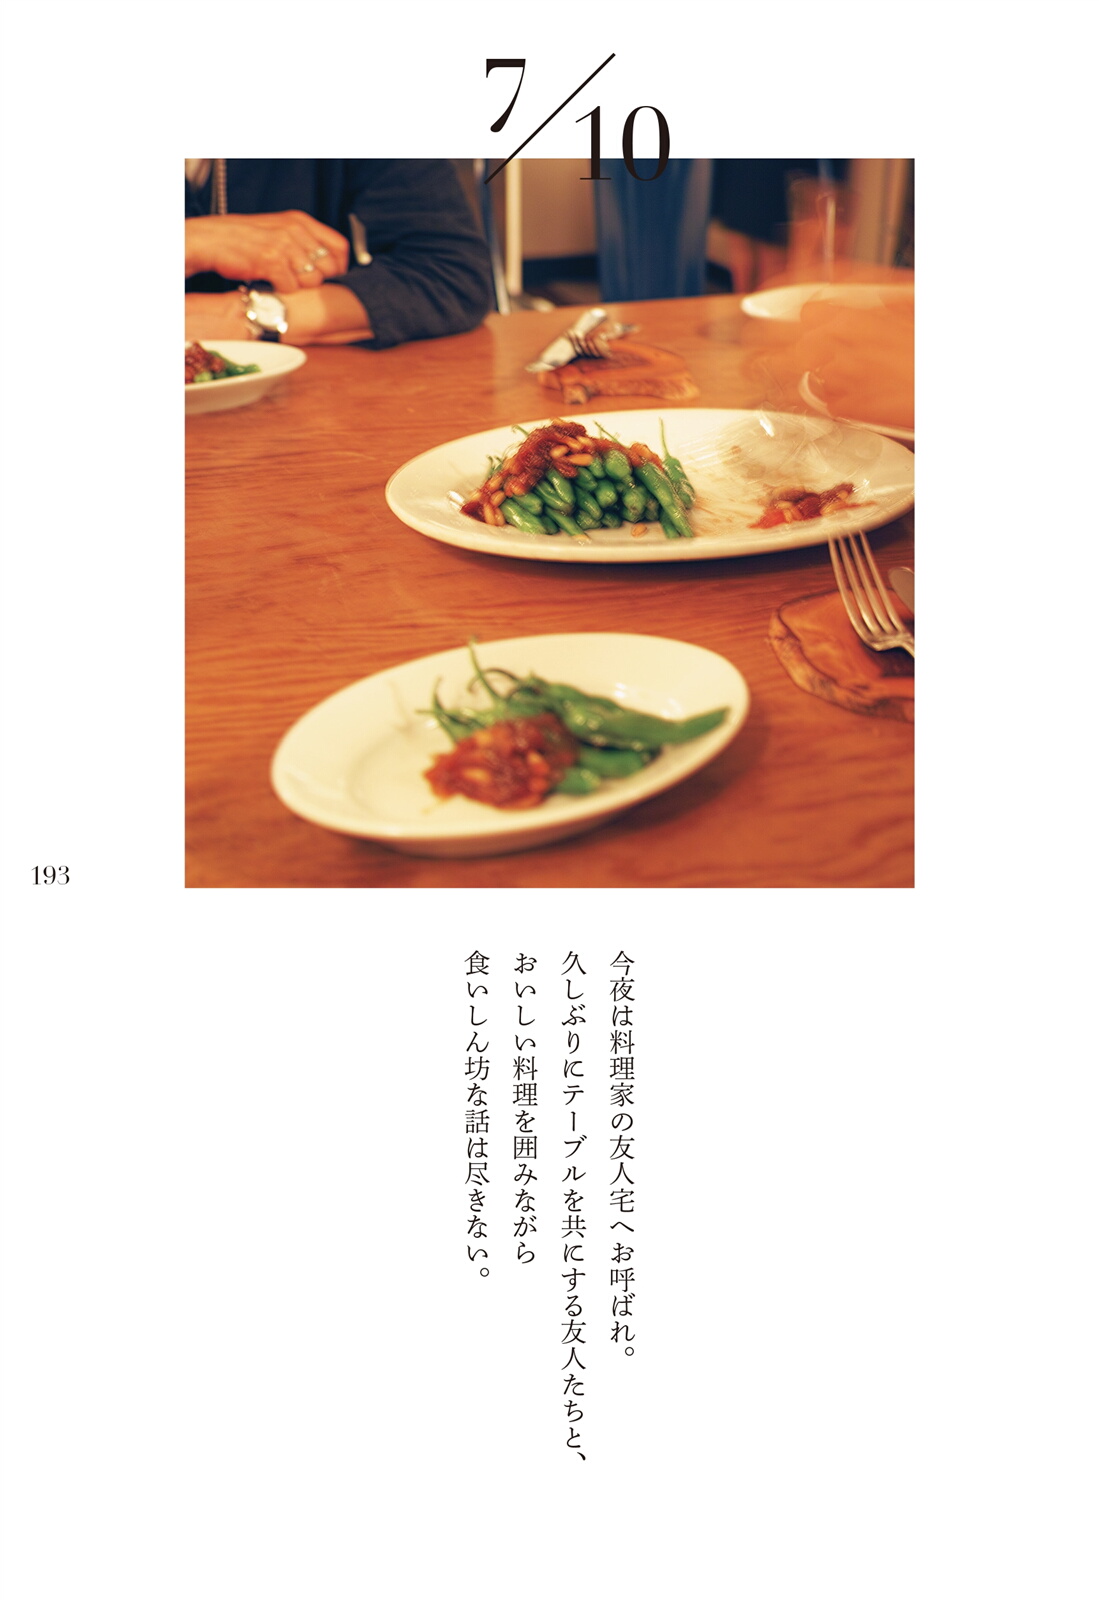 7/10
193
今夜は料理家の友人宅へお呼ばれ。
久しぶりにテーブルを共にする友人たちと、
おいしい料理を囲みながら
食いしん坊な話は尽きない。